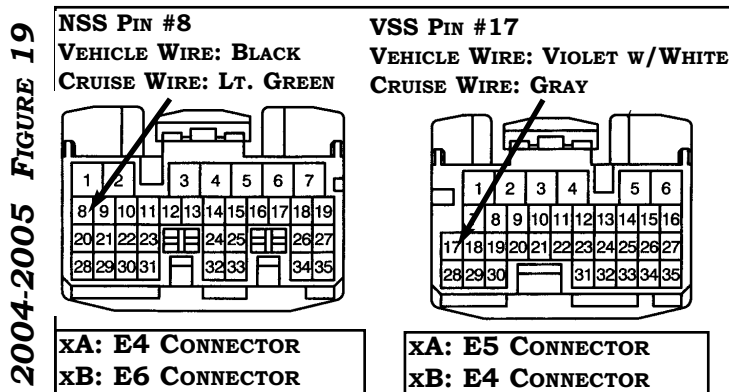 2004-2005 FIGURE 19
NSS PIN #8
VEHICLE WIRE: BLACK
CRUISE WIRE: LT. GREEN
1 2 3 4 5 6 7
8 9 10 11 12 13 14 15 16 17 18 19
20 21 22 23 24 25 26 27
28 29 30 31 32 33 34 35
XA: E4 CONNECTOR
XB: E6 CONNECTOR
VSS PIN #17
VEHICLE WIRE: VIOLET W/WHITE
CRUISE WIRE: GRAY
1 2 3 4 5 6
7 8 9 10 11 12 13 14 15 16
17 18 19 20 21 22 23 24 25 26 27
28 29 30 31 32 33 34 35
XA: E5 CONNECTOR
XB: E4 CONNECTOR